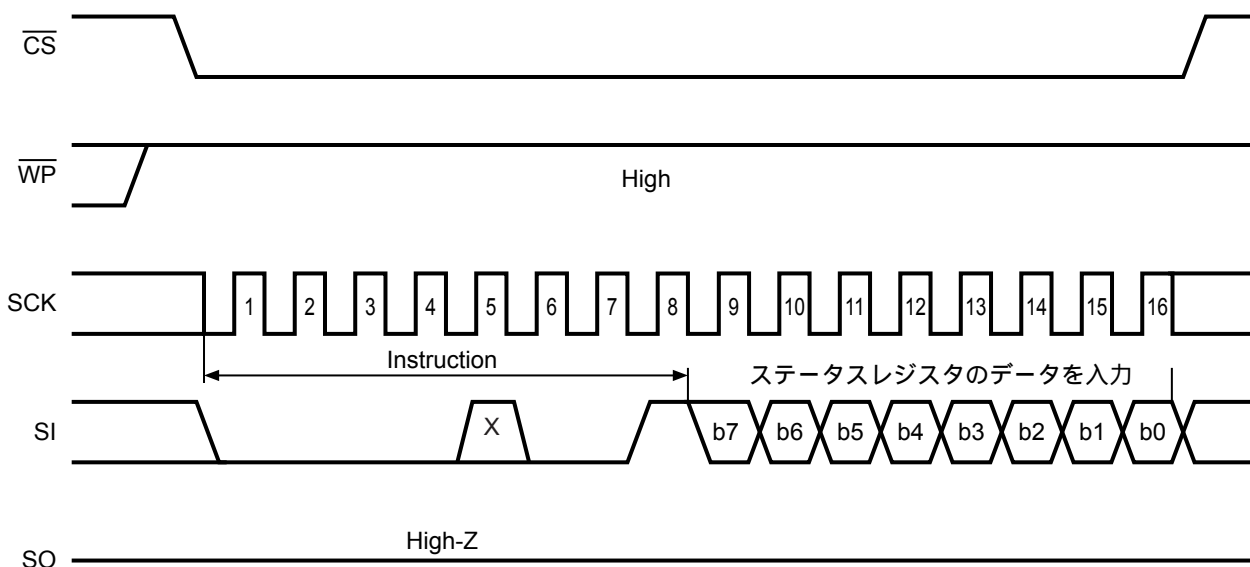 CS
WP
High
SCK 1 2 3 4 5 6 7 8 9 10 11 12 13 14 15 16
Instruction
ステータスレジスタのデータを入力
SI X b7 b6 b5 b4 b3 b2 b1 b0
High-Z
SO